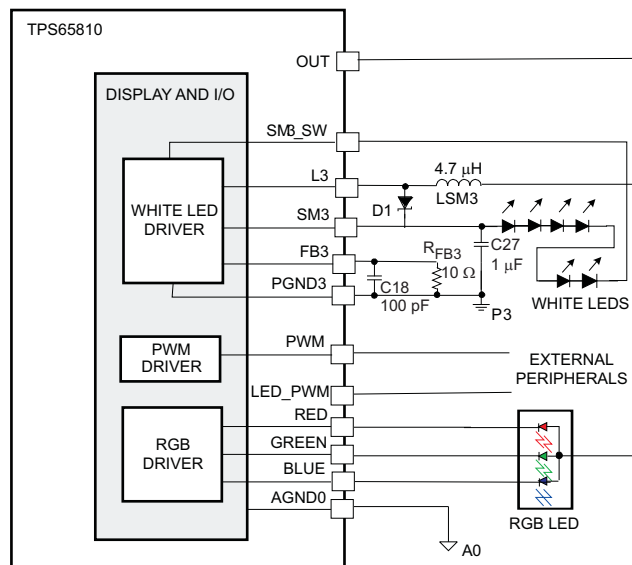 TPS65810
OUT
DISPLAY AND I/O
SM3_SW
4.7 μH
L3
LSM3
D1
WHITE LED
DRIVER
SM3
C27
1 μF
FB3
RFB3
10 Ω
C18
100 pF
PGND3
P3
WHITE LEDS
PWM
DRIVER
PWM
EXTERNAL
PERIPHERALS
LED_PWM
RED
RGB
DRIVER
GREEN
BLUE
AGND0
RGB LED
A0